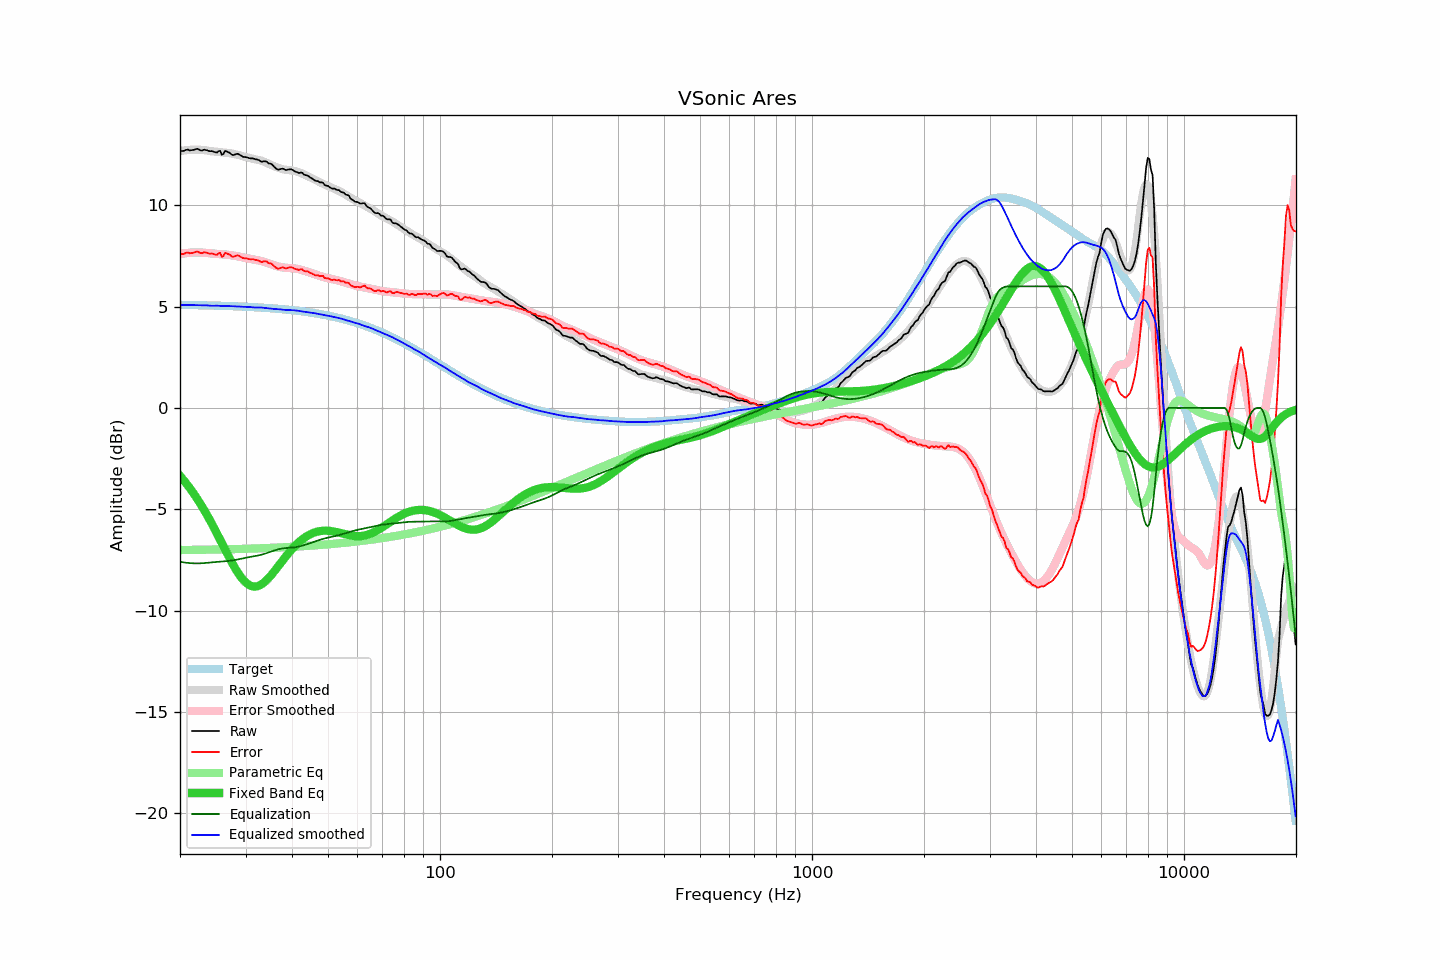 VSonic Ares
Amplitude (dBr)
10
5
0
−5
−10
−15
−20
Target
Raw Smoothed
Error Smoothed
Raw
Error
Parametric Eq
Fixed Band Eq
Equalization
Equalized smoothed
100
1000
10000
Frequency (Hz)